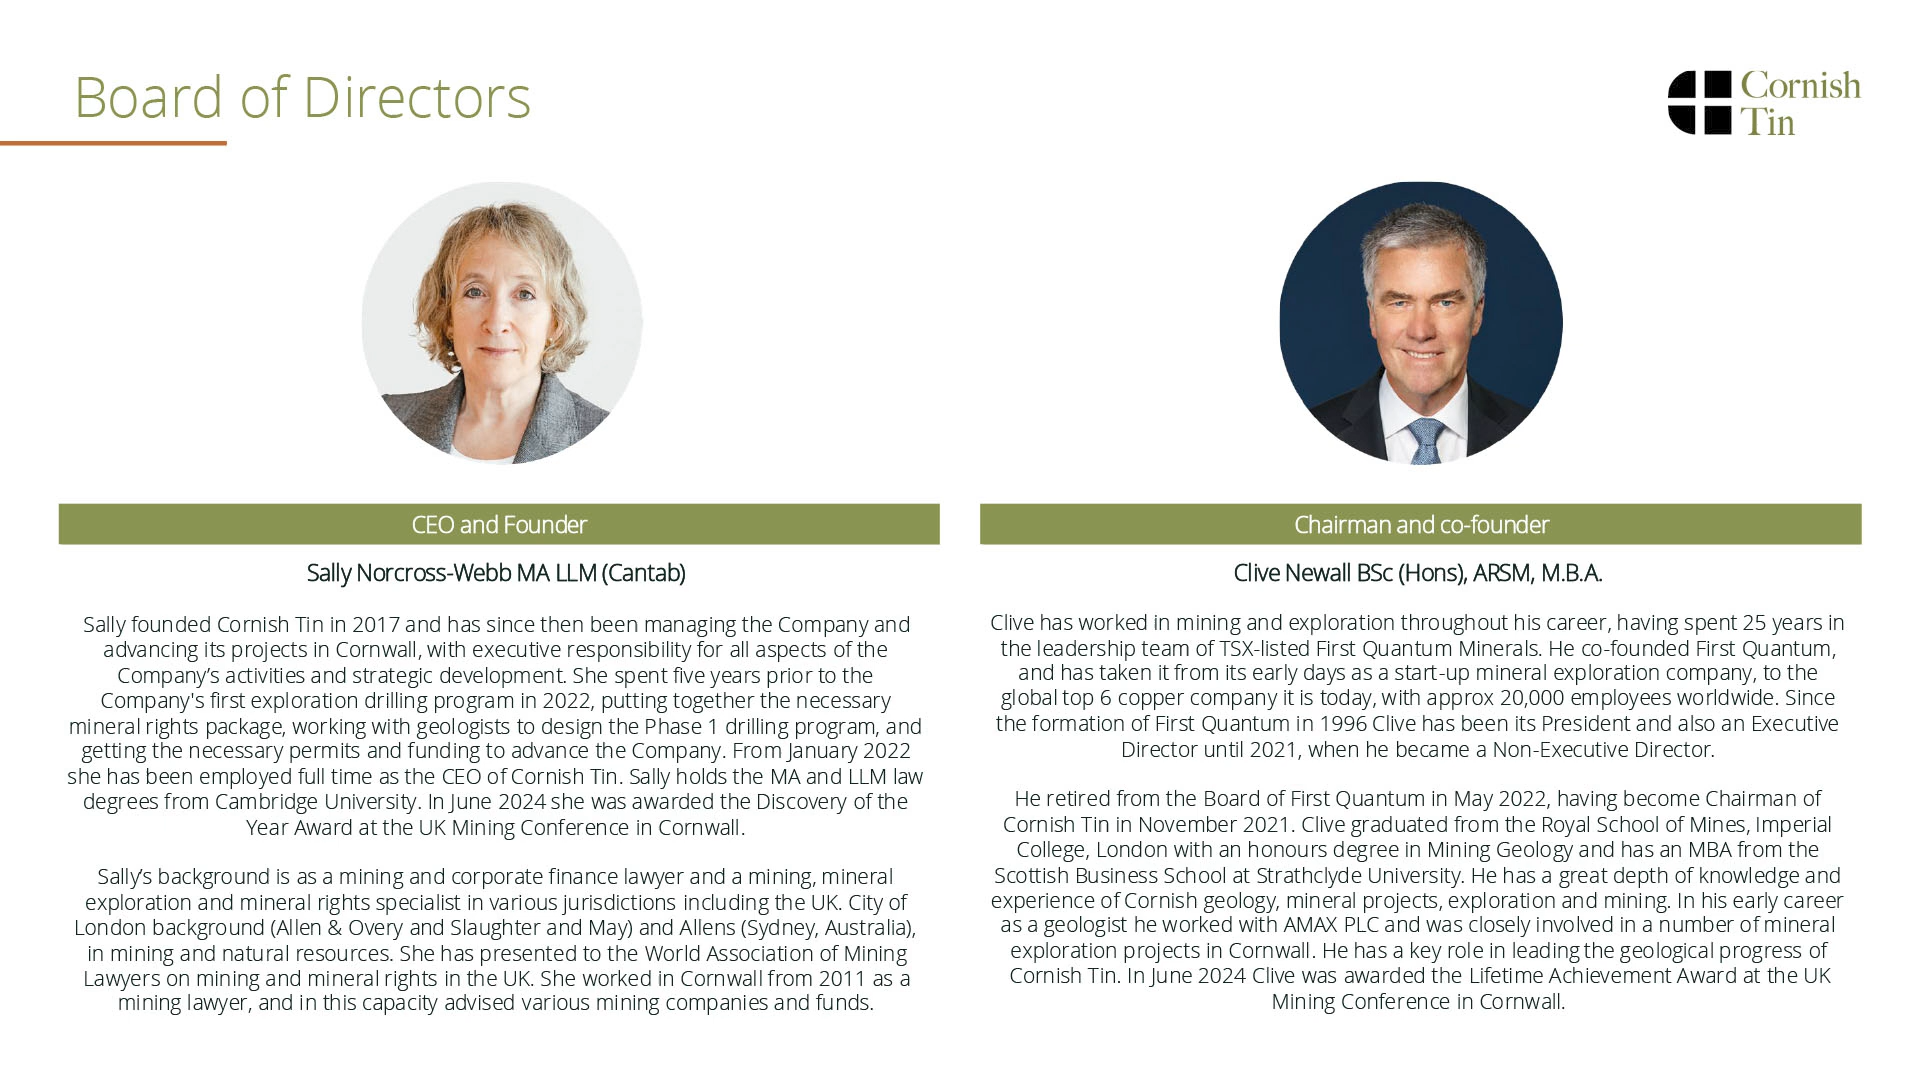 Board of Directors
Cornish
Tin
CEO and Founder
Sally Norcross-Webb MA LLM (Cantab)
Sally founded Cornish Tin in 2017 and has since then been managing the Company and
advancing its projects in Cornwall, with executive responsibility for all aspects of the
Company’s activities and strategic development. She spent five years prior to the
Company's first exploration drilling program in 2022, putting together the necessary
mineral rights package, working with geologists to design the Phase 1 drilling program, and
getting the necessary permits and funding to advance the Company. From January 2022
she has been employed full time as the CEO of Cornish Tin. Sally holds the MA and LLM law
degrees from Cambridge University. In June 2024 she was awarded the Discovery of the
Year Award at the UK Mining Conference in Cornwall.
Sally’s background is as a mining and corporate finance lawyer and a mining, mineral
exploration and mineral rights specialist in various jurisdictions including the UK. City of
London background (Allen & Overy and Slaughter and May) and Allens (Sydney, Australia),
in mining and natural resources. She has presented to the World Association of Mining
Lawyers on mining and mineral rights in the UK. She worked in Cornwall from 2011 as a
mining lawyer, and in this capacity advised various mining companies and funds.
Chairman and co-founder
Clive Newall BSc (Hons), ARSM, M.B.A.
Clive has worked in mining and exploration throughout his career, having spent 25 years in
the leadership team of TSX-listed First Quantum Minerals. He co-founded First Quantum,
and has taken it from its early days as a start-up mineral exploration company, to the
global top 6 copper company it is today, with approx 20,000 employees worldwide. Since
the formation of First Quantum in 1996 Clive has been its President and also an Executive
Director until 2021, when he became a Non-Executive Director.
He retired from the Board of First Quantum in May 2022, having become Chairman of
Cornish Tin in November 2021. Clive graduated from the Royal School of Mines, Imperial
College, London with an honours degree in Mining Geology and has an MBA from the
Scottish Business School at Strathclyde University. He has a great depth of knowledge and
experience of Cornish geology, mineral projects, exploration and mining. In his early career
as a geologist he worked with AMAX PLC and was closely involved in a number of mineral
exploration projects in Cornwall. He has a key role in leading the geological progress of
Cornish Tin. In June 2024 Clive was awarded the Lifetime Achievement Award at the UK
Mining Conference in Cornwall.